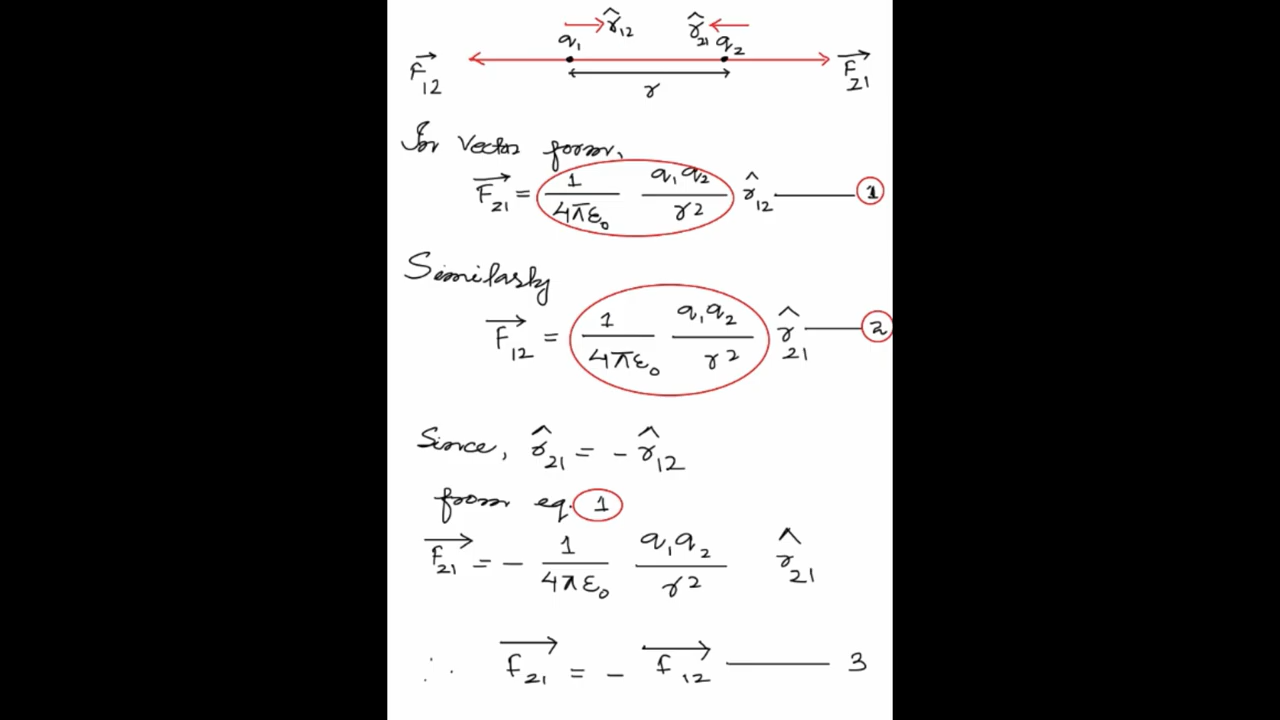 r̂₁₂ r̂₂₁
q₁ q₂
F⃗₁₂ F⃗₂₁
r
In Vector form,
F⃗₂₁ = 1/4πε₀ q₁q₂/r² r̂₁₂ —— 1
Similarly
F⃗₁₂ = 1/4πε₀ q₁q₂/r² r̂₂₁ —— 2
Since, r̂₂₁ = - r̂₁₂
from eq. 1
F⃗₂₁ = - 1/4πε₀ q₁q₂/r² r̂₂₁
∴ F⃗₂₁ = - F⃗₁₂ —— 3